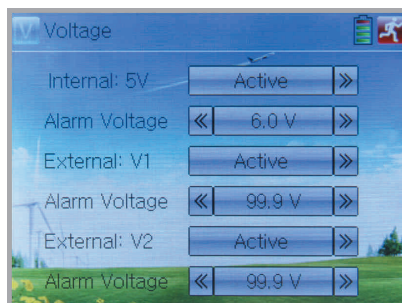 V Voltage
Internal: 5V Active »
Alarm Voltage « 6.0 V »
External: V1 Active »
Alarm Voltage « 99.9 V »
External: V2 Active »
Alarm Voltage « 99.9 V »